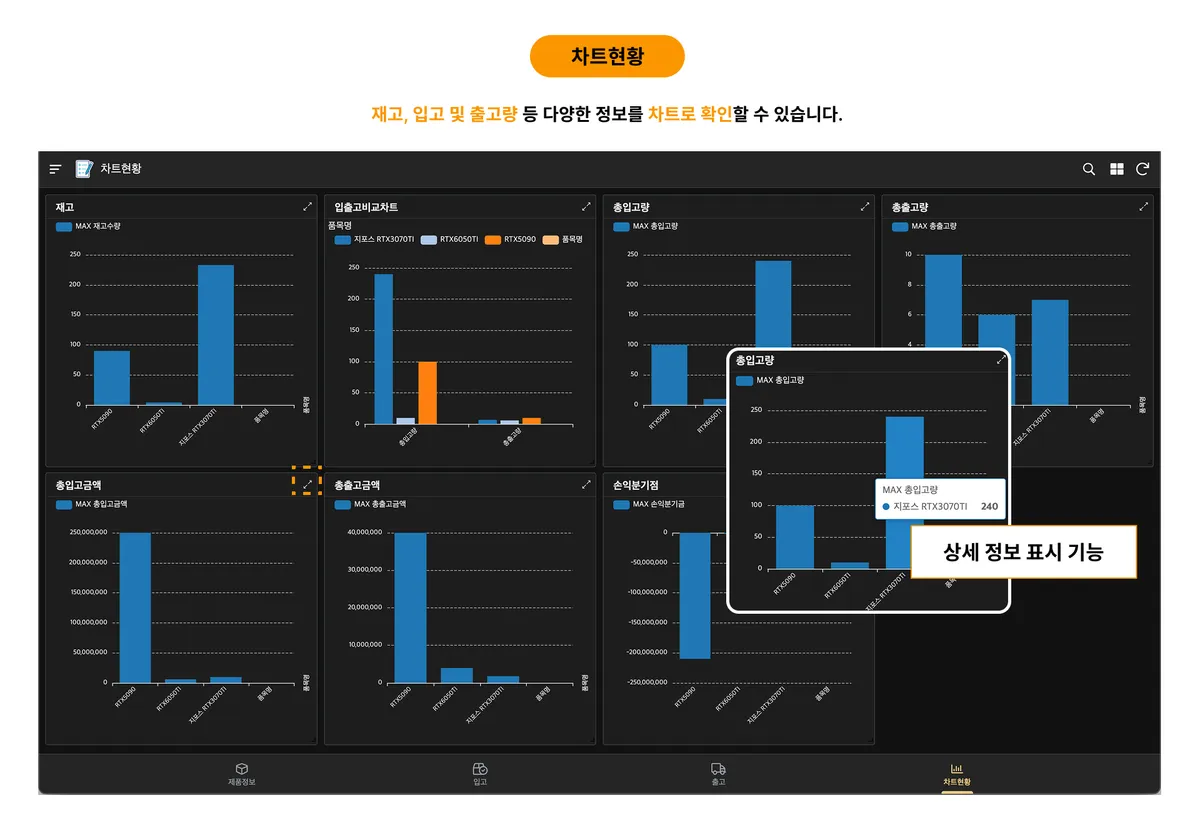 차트현황
재고, 입고 및 출고량 등 다양한 정보를 차트로 확인할 수 있습니다.
차트현황
재고
MAX 재고수량
250
200
150
100
50
0
RTX5090
RTX6050TI
지포스 RTX3070TI
품목명
품목명
입출고비교차트
품목명
지포스 RTX3070TI
RTX6050TI
RTX5090
품목명
250
200
150
100
50
0
총입고량
총출고량
총입고량
MAX 총입고량
250
200
150
100
50
0
RTX5090
RTX6050TI
총출고량
MAX 총출고량
10
8
6
4
지포스 RTX3070TI
품목명
품목명
총입고량
MAX 총입고량
250
200
150
100
50
0
RTX5090
RTX6050TI
지포스 RTX3070TI
MAX 총입고량
지포스 RTX3070TI 240
상세 정보 표시 기능
총입고금액
MAX 총입고금액
250,000,000
200,000,000
150,000,000
100,000,000
50,000,000
0
RTX5090
RTX6050TI
지포스 RTX3070TI
품목명
품목명
총출고금액
MAX 총출고금액
40,000,000
30,000,000
20,000,000
10,000,000
0
RTX5090
RTX6050TI
지포스 RTX3070TI
품목명
품목명
손익분기점
MAX 손익분기금
0
-50,000,000
-100,000,000
-150,000,000
-200,000,000
-250,000,000
RTX5090
RTX6050TI
지포스 RTX3070TI
품목명
제품정보
입고
출고
차트현황